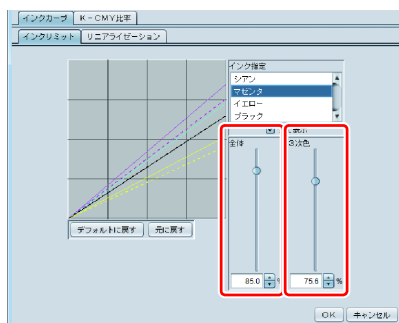 インクカーブ K-CMY比率
インクリミット リニアライゼーション
インク指定
シアン
マゼンタ
イエロー
ブラック
で表示
全体 3次色
デフォルトに戻す 元に戻す
85.0 % 75.6 %
OK キャンセル